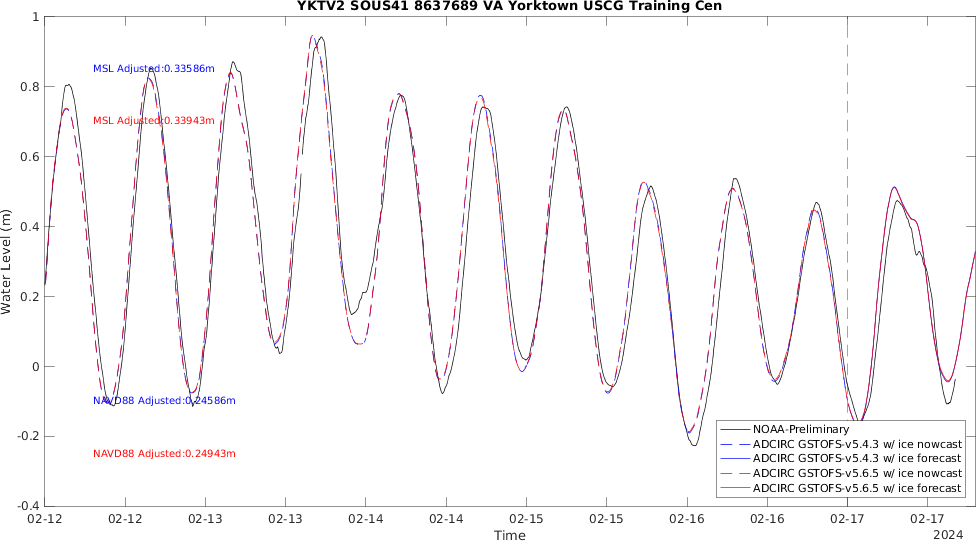 YKTV2 SOUS41 8637689 VA Yorktown USCG Training Cen
1
0.8
0.6
0.4
0.2
0
-0.2
-0.4
Water Level (m)
MSL Adjusted:0.33586m
MSL Adjusted:0.33943m
NAVD88 Adjusted:0.24586m
NAVD88 Adjusted:0.24943m
NOAA-Preliminary
ADCIRC GSTOFS-v5.4.3 w/ ice nowcast
ADCIRC GSTOFS-v5.4.3 w/ ice forecast
ADCIRC GSTOFS-v5.6.5 w/ ice nowcast
ADCIRC GSTOFS-v5.6.5 w/ ice forecast
02-12 02-12 02-13 02-13 02-14 02-14 02-15 02-15 02-16 02-16 02-17 02-17
2024
Time